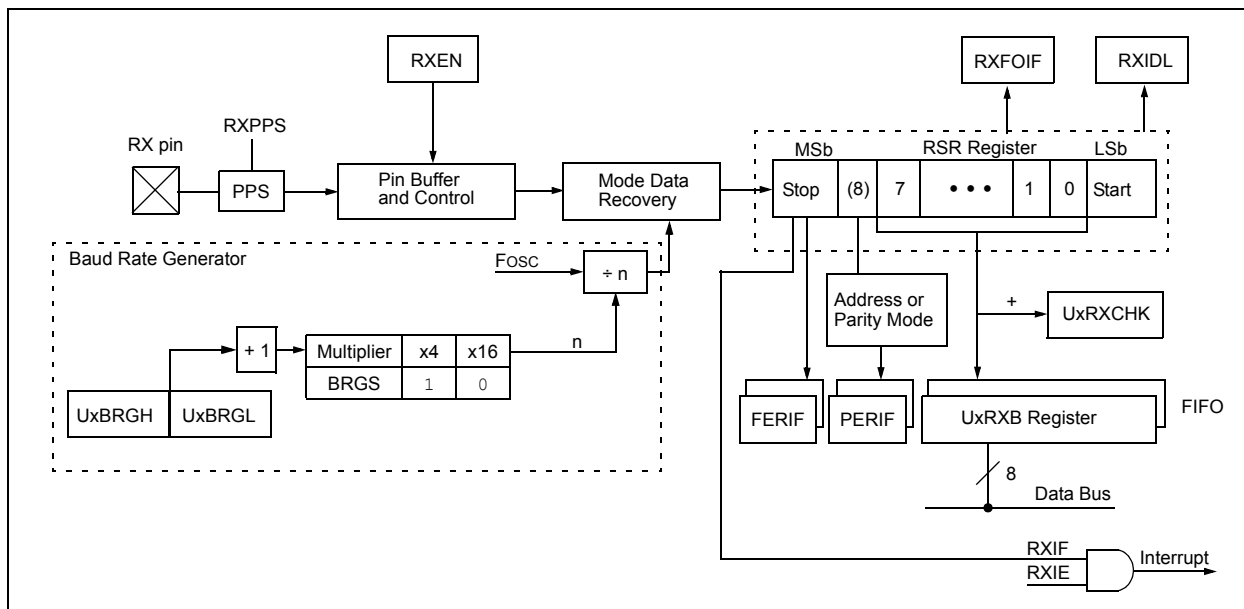 RXEN
RXFOIF
RXIDL
RXPPS
RX pin
PPS
Pin Buffer
and Control
Mode Data
Recovery
MSb
RSR Register
LSb
Stop
(8)
7
• • •
1
0
Start
Baud Rate Generator
FOSC
÷ n
Address or
Parity Mode
+
UxRXCHK
+ 1
Multiplier
x4
x16
n
BRGS
1
0
UxBRGH
UxBRGL
FERIF
PERIF
UxRXB Register
FIFO
8
Data Bus
RXIF
RXIE
Interrupt